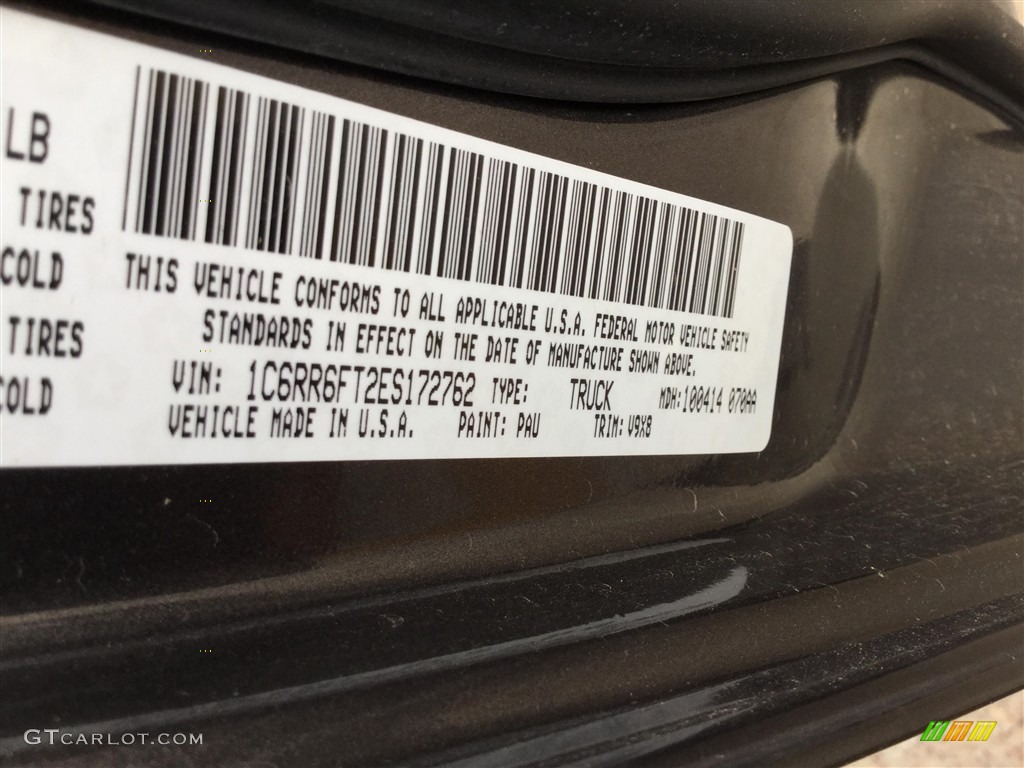 LB
TIRES
COLD
TIRES
COLD
THIS VEHICLE CONFORMS TO ALL APPLICABLE U.S.A. FEDERAL MOTOR VEHICLE SAFETY
STANDARDS IN EFFECT ON THE DATE OF MANUFACTURE SHOWN ABOVE.
VIN: 1C6RR6FT2ES172762 TYPE: TRUCK MDH:100414 070AA
VEHICLE MADE IN U.S.A. PAINT: PAU TRIM: V9X8
GTCARLOT.COM